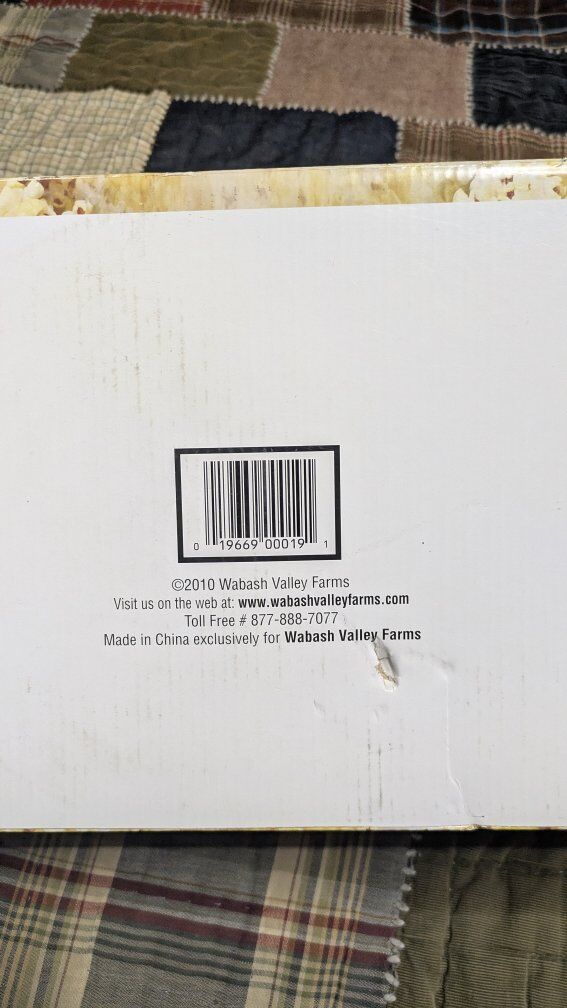 0 19669 00019 1
©2010 Wabash Valley Farms
Visit us on the web at: www.wabashvalleyfarms.com
Toll Free # 877-888-7077
Made in China exclusively for Wabash Valley Farms